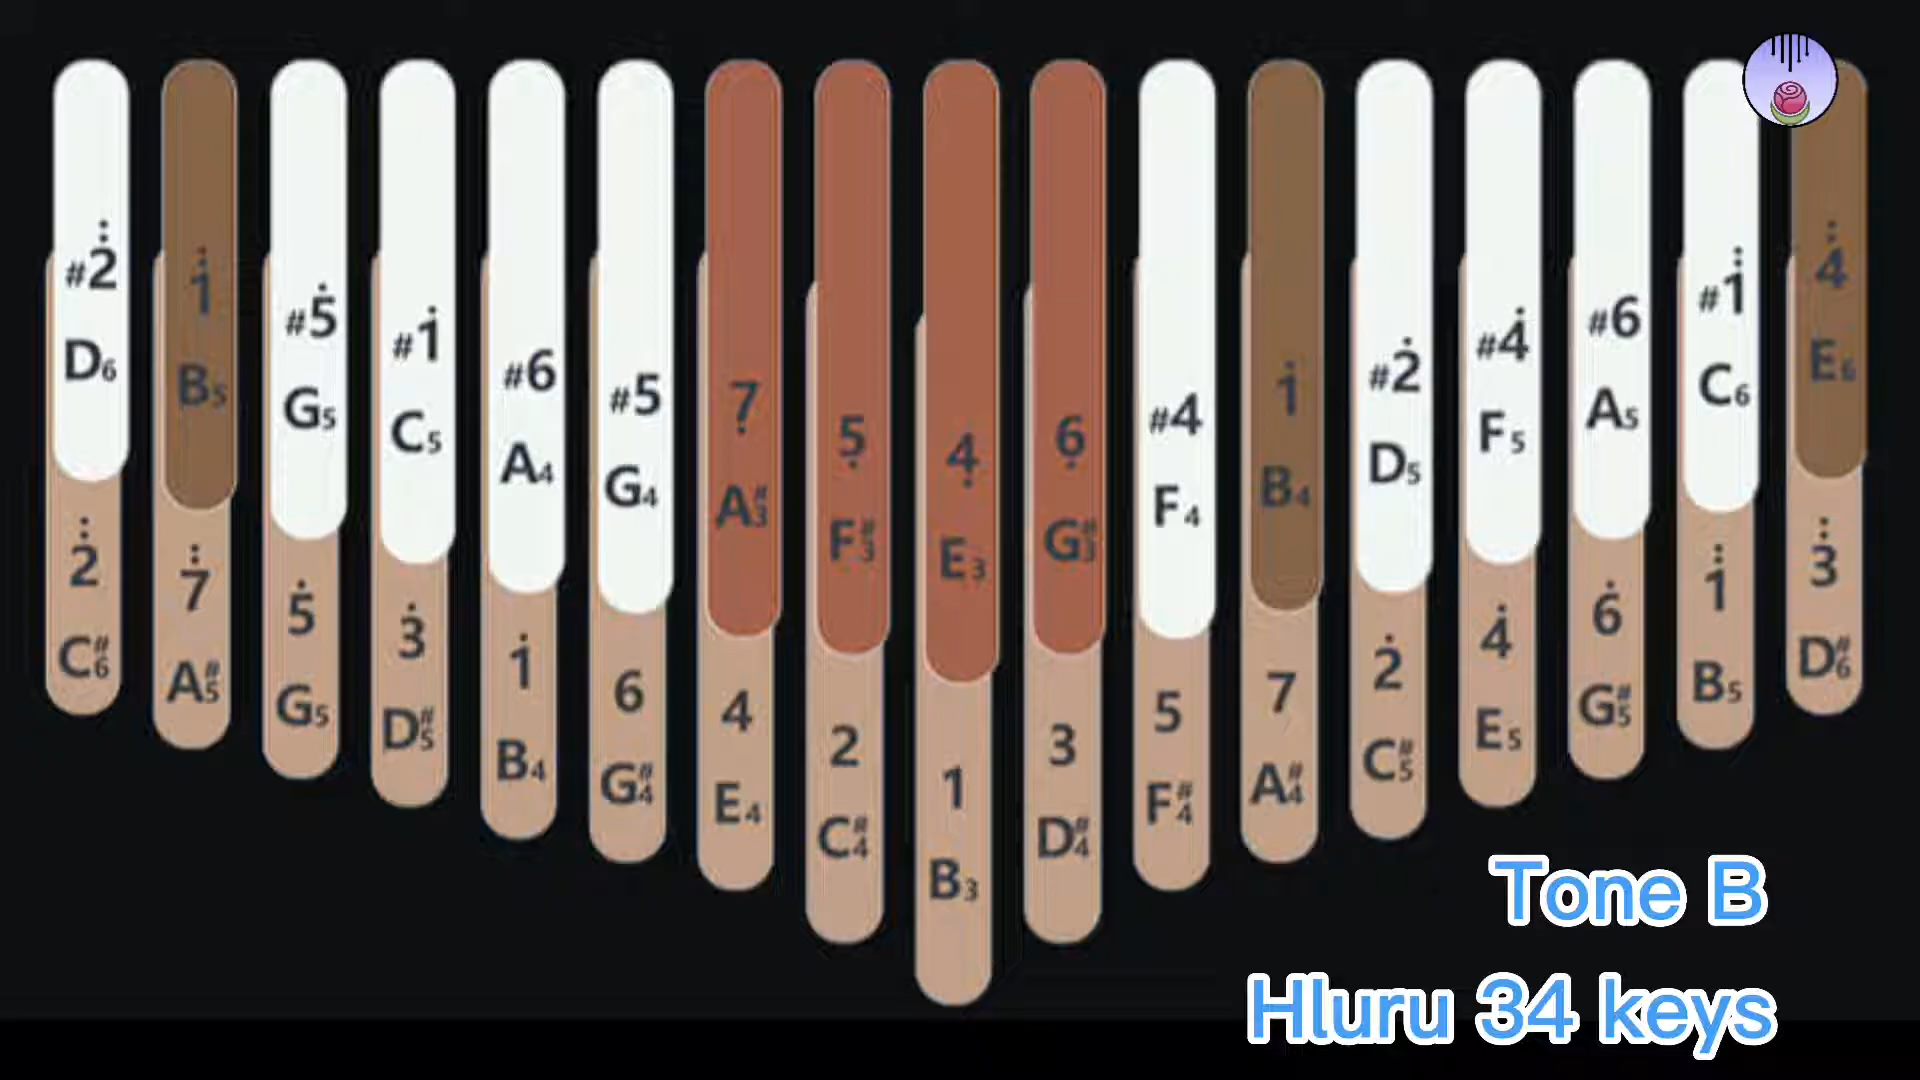 #2̈ 1̈ #5̇ #1̇ #6 #5 7̣ 5̣ 4̣ 6̣ #4 1̇ #2̇ #4̇ #6 #1̈ 4̈
D6 B5 G5 C5 A4 G4 A#3 F#3 E3 G#3 F4 B4 D5 F5 A5 C6 E6
2̈ 7̈ 5̇ 3̇ 1̇ 6 4 2 1 3 5 7 2̇ 4̇ 6̇ 1̈ 3̈
C#6 A#5 G5 D#5 B4 G#4 E4 C#4 B3 D#4 F#4 A#4 C#5 E5 G#5 B5 D#6
Tone B
Hluru 34 keys